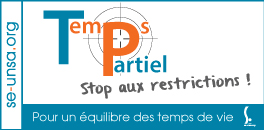 se-unsa.org
Temps
Partiel
Stop aux restrictions !
Pour un équilibre des temps de vie